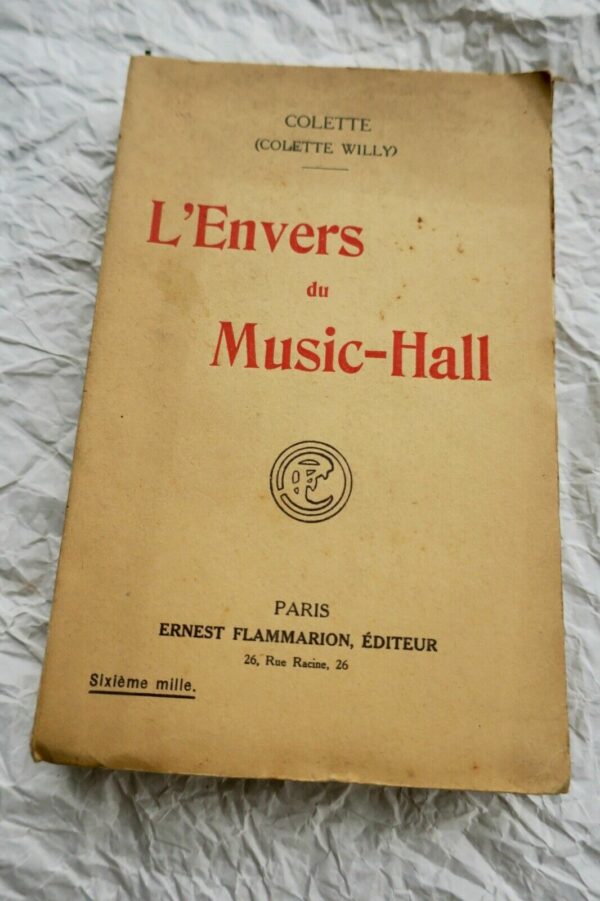 COLETTE
(COLETTE WILLY)
L'Envers
du
Music-Hall
PARIS
ERNEST FLAMMARION, ÉDITEUR
26, Rue Racine, 26
Sixième mille.